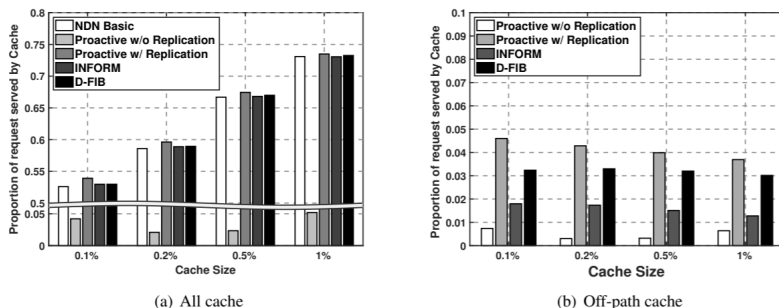 Proportion of request served by Cache
0.8
0.75
0.7
0.65
0.6
0.55
0.5
0.05
0
NDN Basic
Proactive w/o Replication
Proactive w/ Replication
INFORM
D-FIB
0.1%
0.2%
0.5%
1%
Cache Size
(a) All cache
Proportion of request served by Cache
0.1
0.09
0.08
0.07
0.06
0.05
0.04
0.03
0.02
0.01
0
Proactive w/o Replication
Proactive w/ Replication
INFORM
D-FIB
0.1%
0.2%
0.5%
1%
Cache Size
(b) Off-path cache